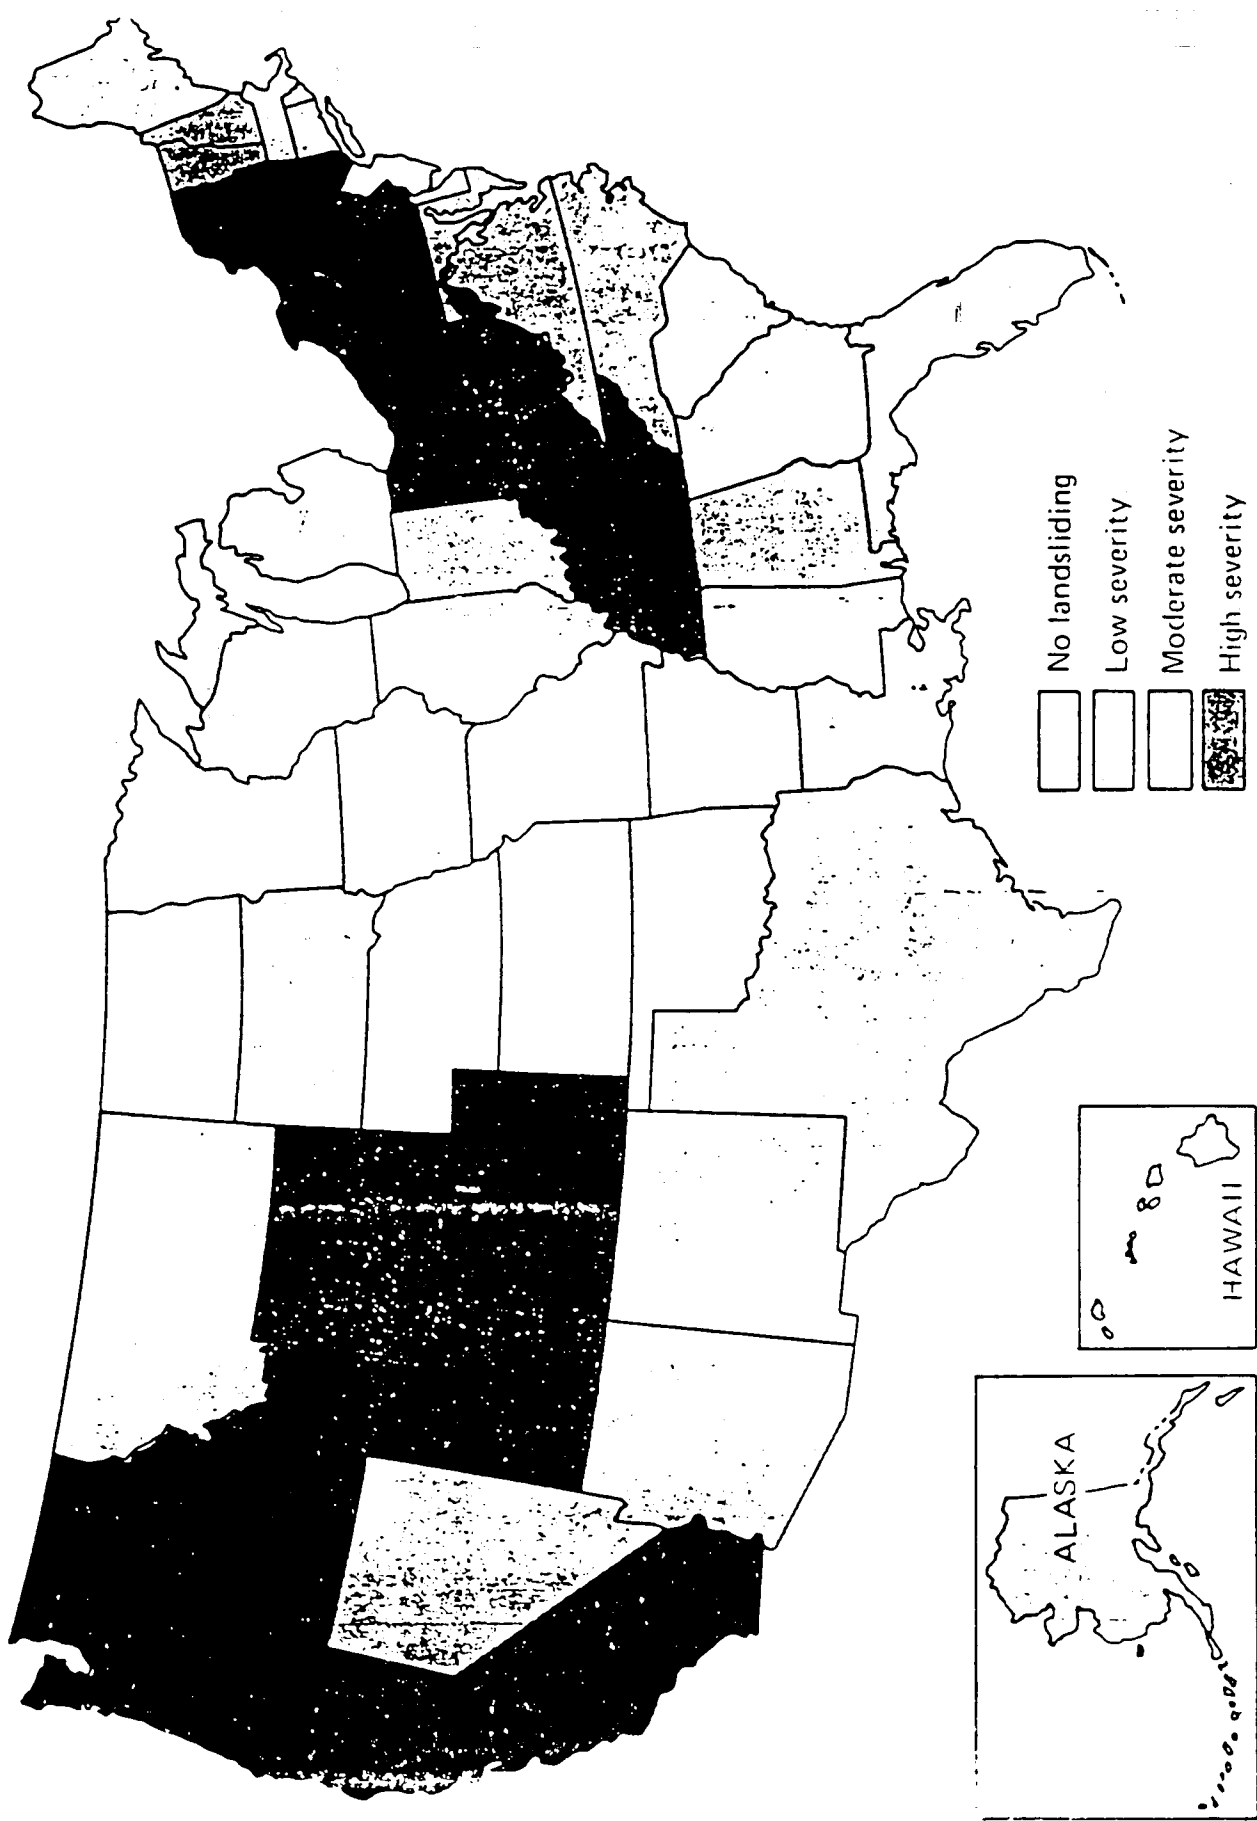 No landsliding
Low severity
Moderate severity
High severity
ALASKA
HAWAII